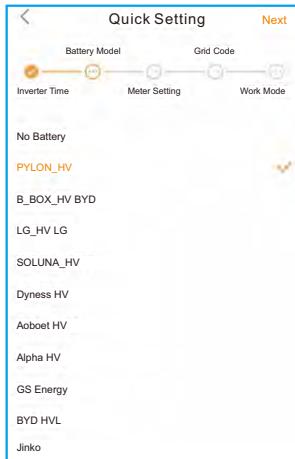 Quick Setting Next
Battery Model Grid Code
Inverter Time Meter Setting Work Mode
No Battery
PYLON_HV
B_BOX_HV BYD
LG_HV LG
SOLUNA_HV
Dyness HV
Aoboet HV
Alpha HV
GS Energy
BYD HVL
Jinko